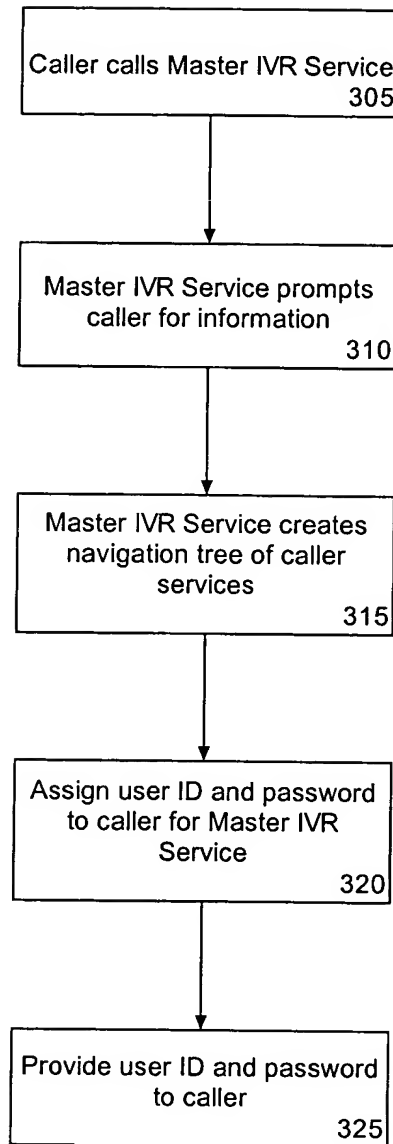 Caller calls Master IVR Service
305
Master IVR Service prompts
caller for information
310
Master IVR Service creates
navigation tree of caller
services
315
Assign user ID and password
to caller for Master IVR
Service
320
Provide user ID and password
to caller
325